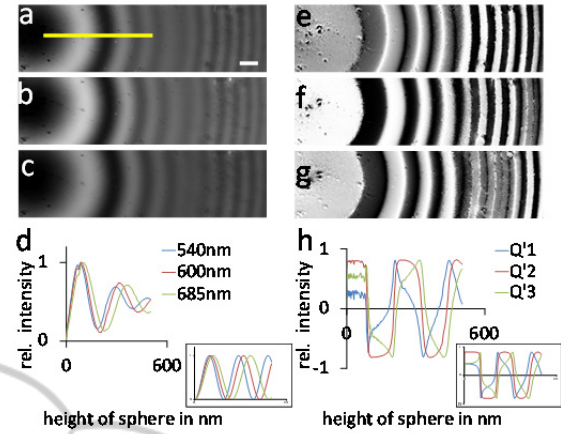 a
b
c
e
f
g
d
rel. intensity
1
0
0
600
540nm
600nm
685nm
height of sphere in nm
h
rel. intensity
1
0
-1
0
600
Q'1
Q'2
Q'3
height of sphere in nm